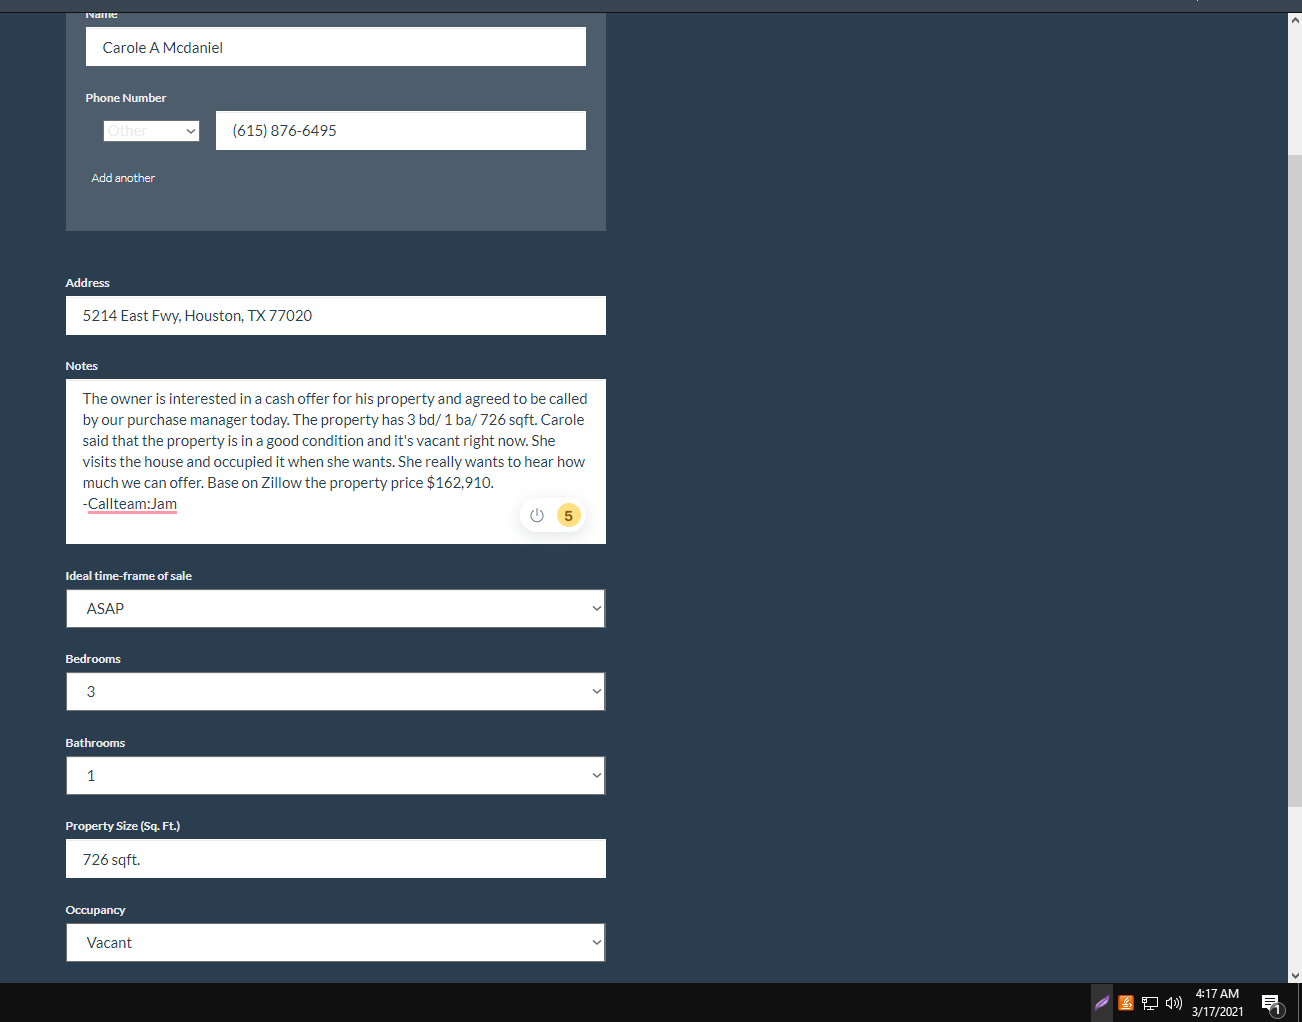 Name
Carole A Mcdaniel
Phone Number
Other
(615) 876-6495
Add another
Address
5214 East Fwy, Houston, TX 77020
Notes
The owner is interested in a cash offer for his property and agreed to be called
by our purchase manager today. The property has 3 bd/ 1 ba/ 726 sqft. Carole
said that the property is in a good condition and it's vacant right now. She
visits the house and occupied it when she wants. She really wants to hear how
much we can offer. Base on Zillow the property price $162,910.
-Callteam:Jam
5
Ideal time-frame of sale
ASAP
Bedrooms
3
Bathrooms
1
Property Size (Sq. Ft.)
726 sqft.
Occupancy
Vacant
4:17 AM
3/17/2021
1